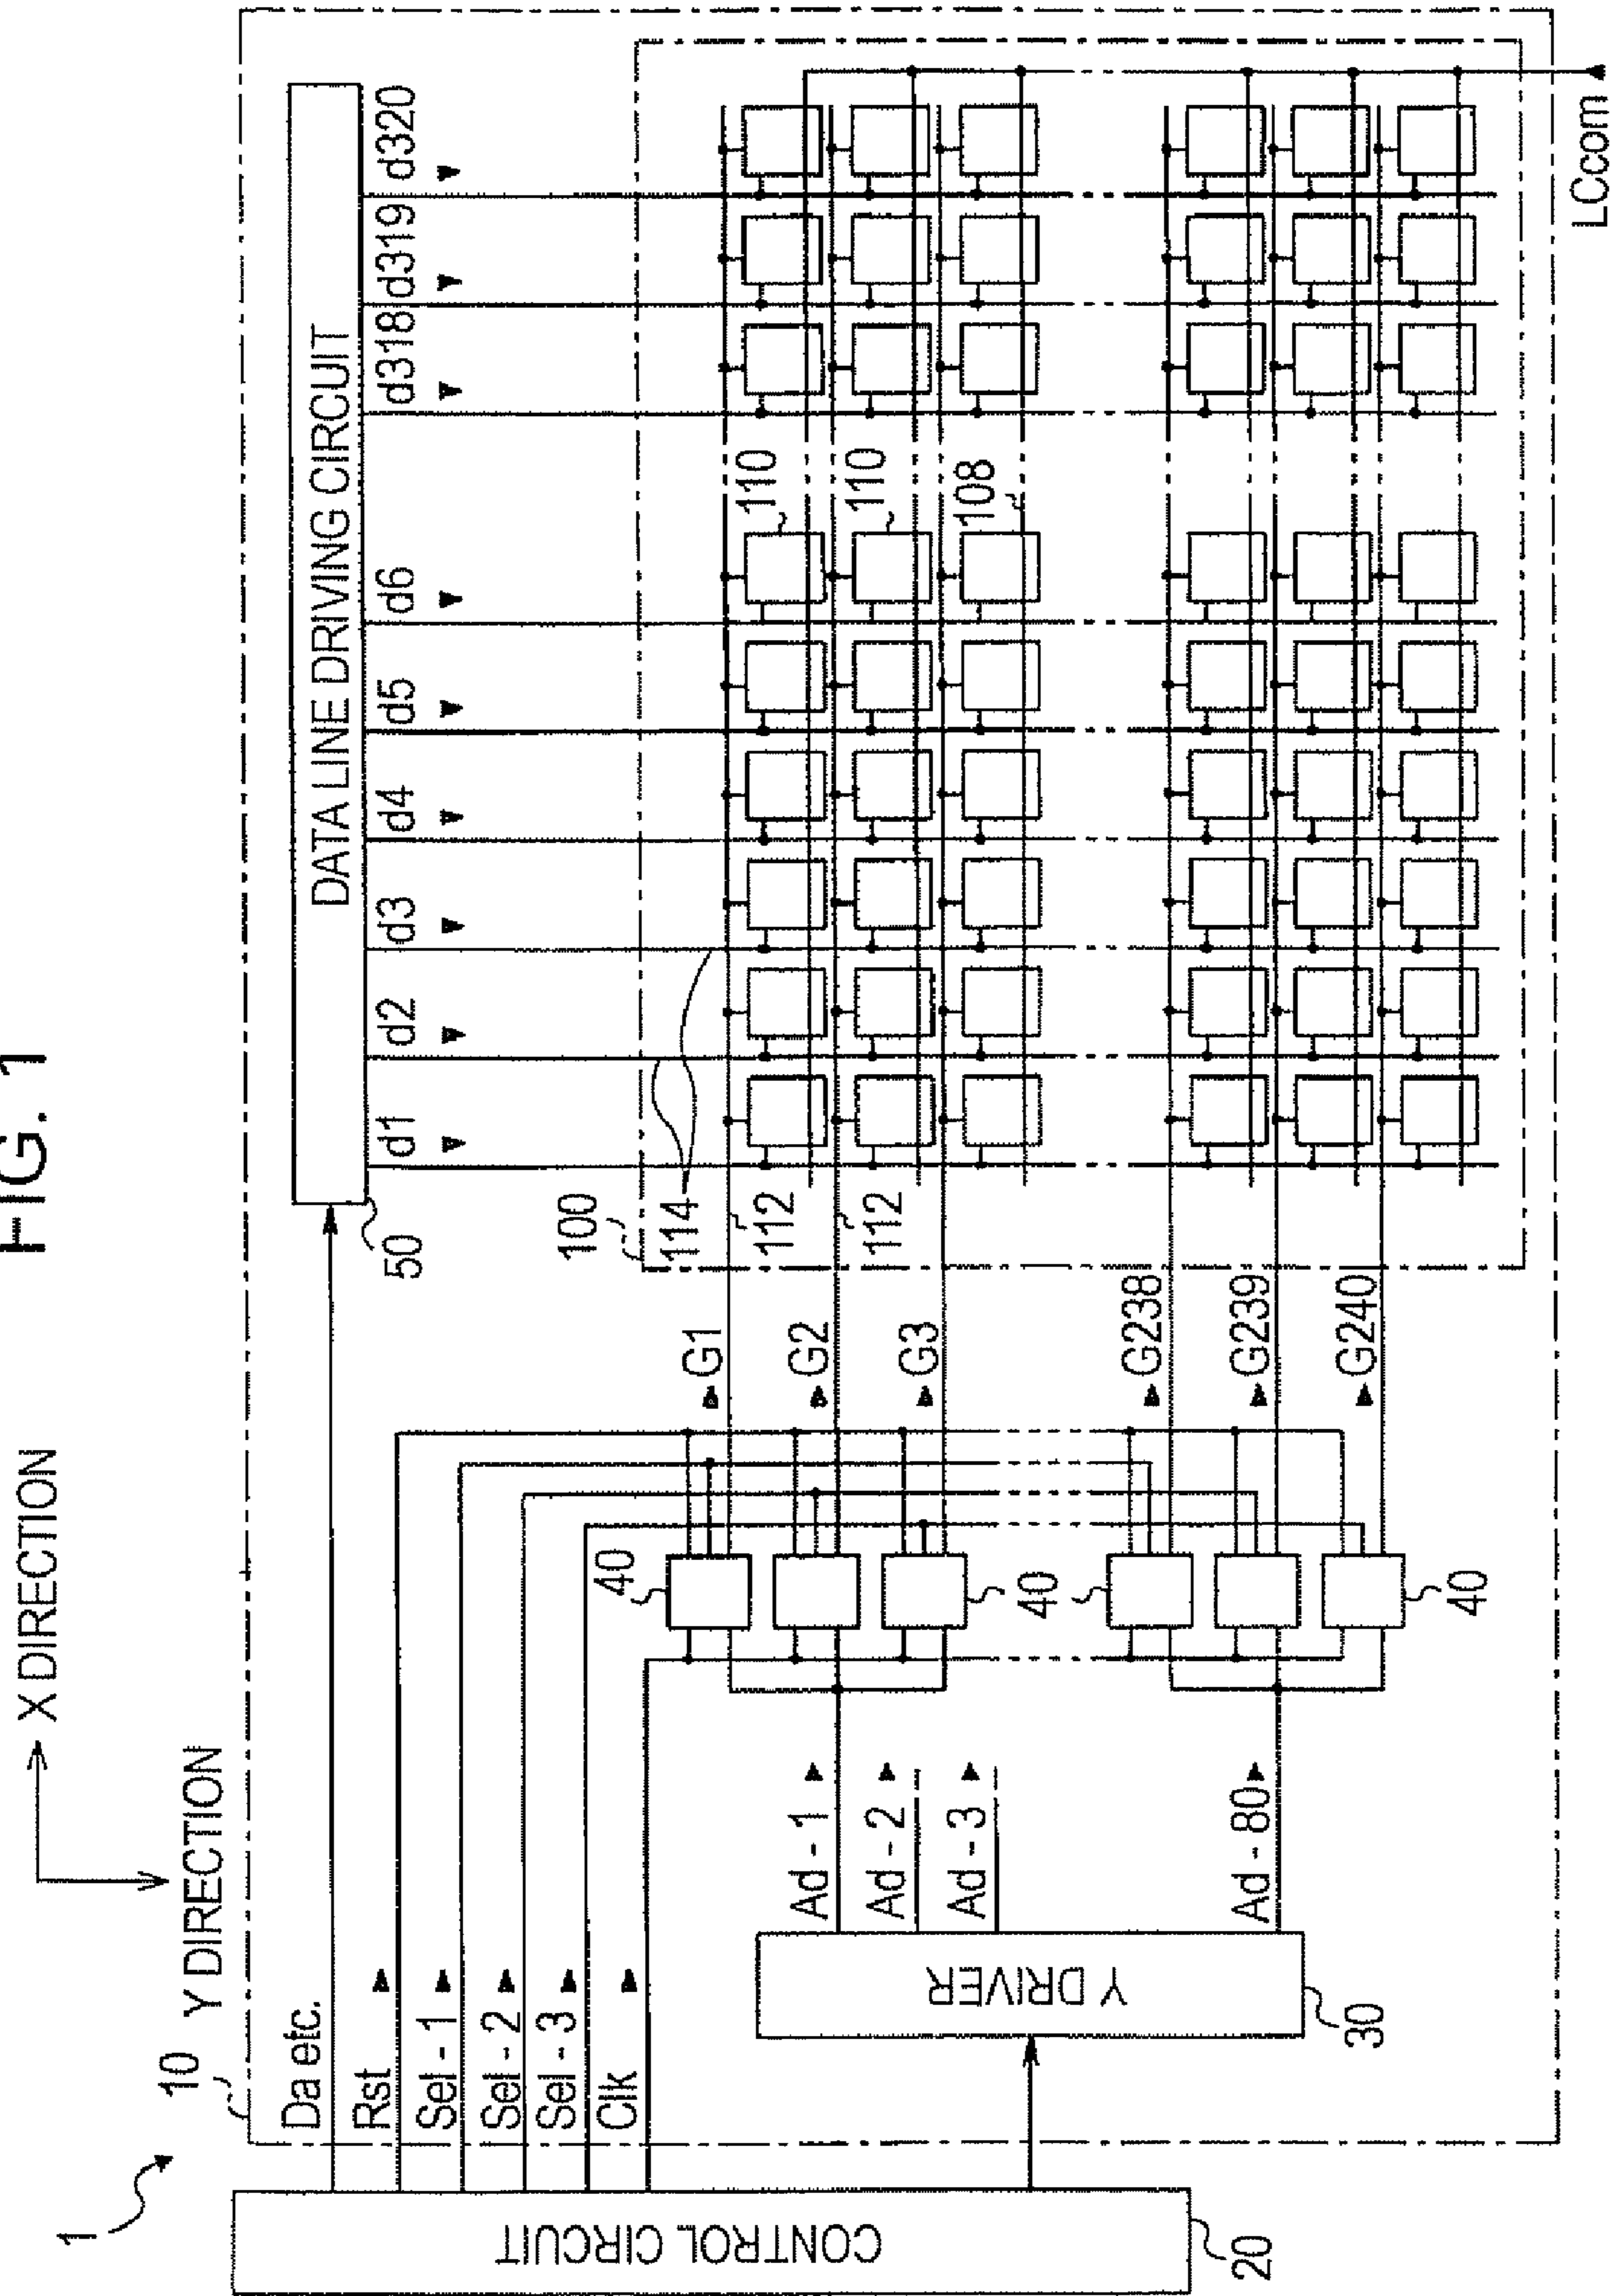 FIG. 1
X DIRECTION
Y DIRECTION
1
10
CONTROL CIRCUIT
20
Da etc.
Rst
Sel - 1
Sel - 2
Sel - 3
Clk
DATA LINE DRIVING CIRCUIT
50
d1
d2
d3
d4
d5
d6
d318
d319
d320
100
114
112
112
110
110
108
G1
G2
G3
G238
G239
G240
40
40
40
Y DRIVER
30
Ad - 1
Ad - 2
Ad - 3
Ad - 80
LCom